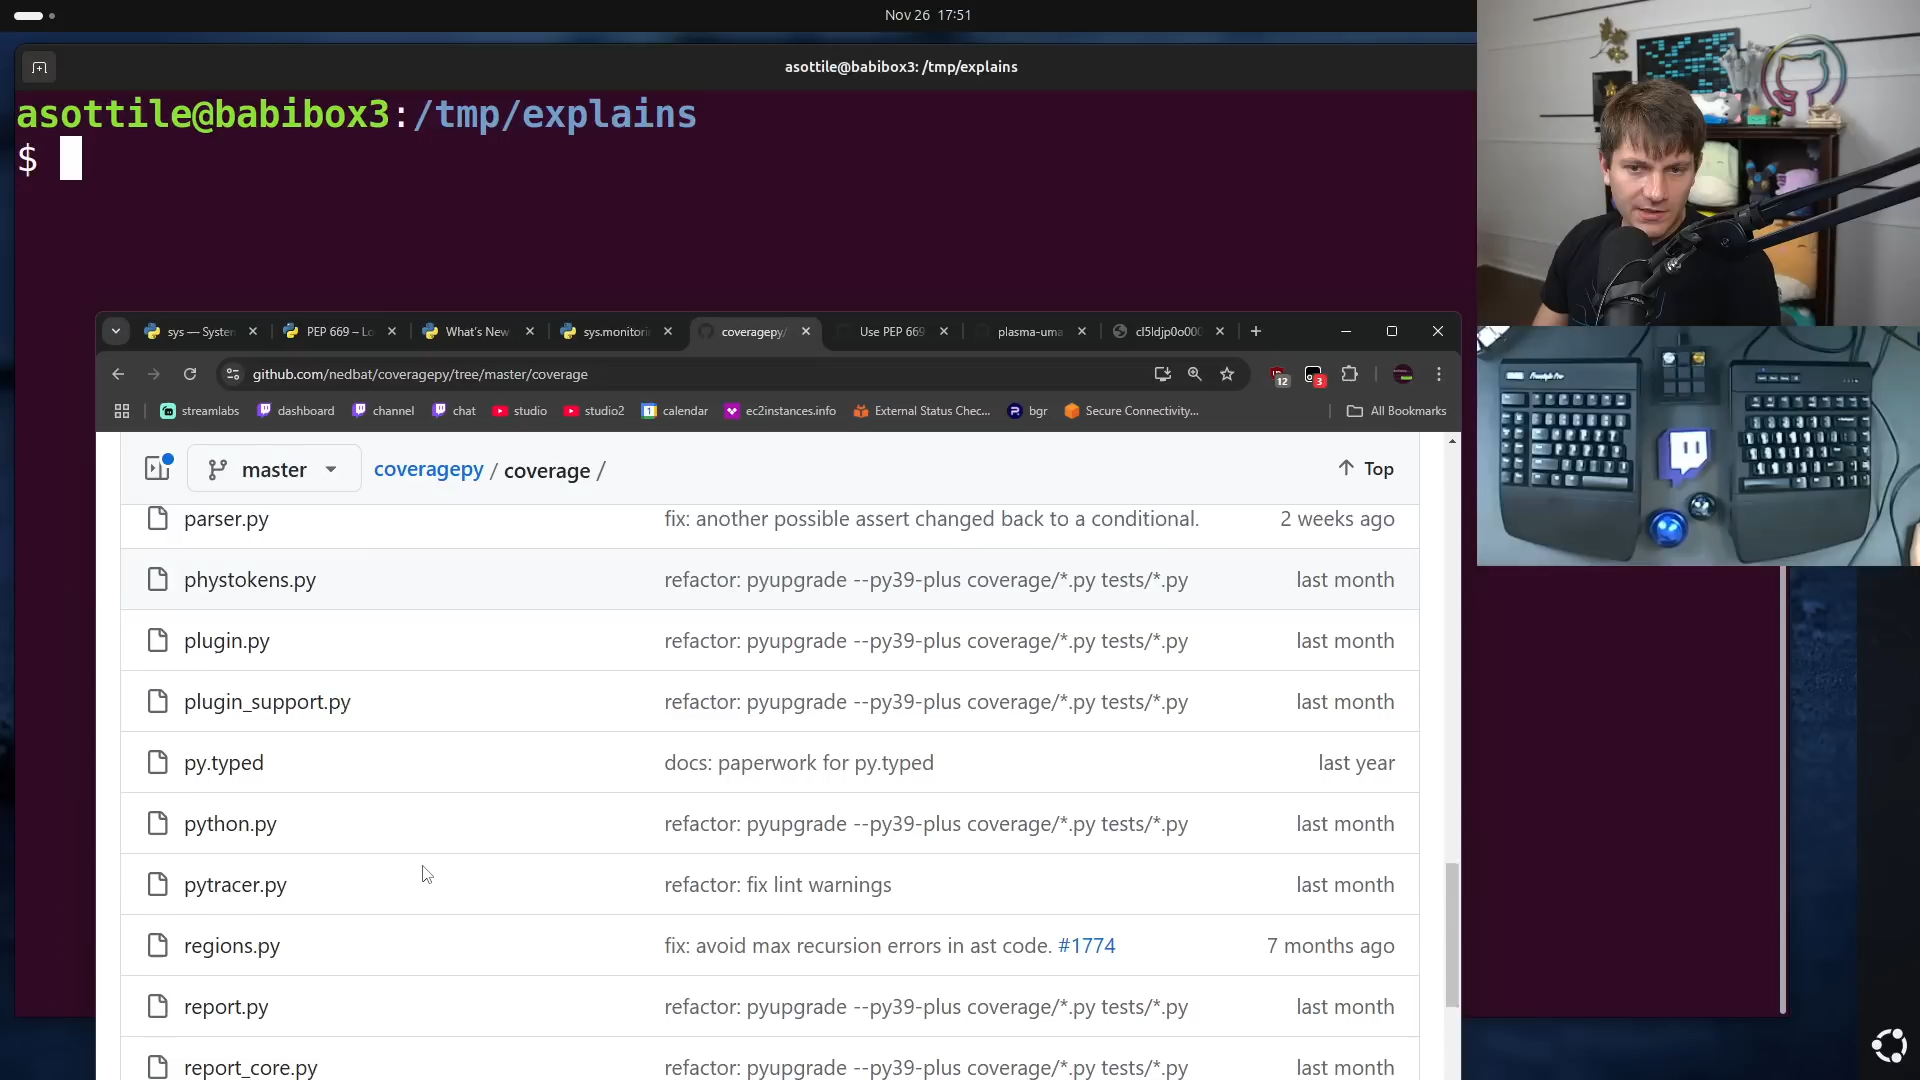 Nov 26 17:51
asottile@babibox3: /tmp/explains
asottile@babibox3:/tmp/explains
$
sys — System
PEP 669 – Lo
What's New
sys.monitori
coveragepy/
Use PEP 669
plasma-uma
github.com/nedbat/coveragepy/tree/master/coverage
12
3
streamlabs
dashboard
channel
chat
studio
studio2
1
calendar
ec2instances.info
External Status Chec...
bgr
Secure Connectivity...
All Bookmarks
master
coveragepy / coverage /
Top
parser.py
fix: another possible assert changed back to a conditional.
2 weeks ago
phystokens.py
refactor: pyupgrade --py39-plus coverage/*.py tests/*.py
last month
plugin.py
refactor: pyupgrade --py39-plus coverage/*.py tests/*.py
last month
plugin_support.py
refactor: pyupgrade --py39-plus coverage/*.py tests/*.py
last month
py.typed
docs: paperwork for py.typed
last year
python.py
refactor: pyupgrade --py39-plus coverage/*.py tests/*.py
last month
pytracer.py
refactor: fix lint warnings
last month
regions.py
fix: avoid max recursion errors in ast code. #1774
7 months ago
report.py
refactor: pyupgrade --py39-plus coverage/*.py tests/*.py
last month
report_core.py
refactor: pyupgrade --py39-plus coverage/*.py tests/*.py
last month